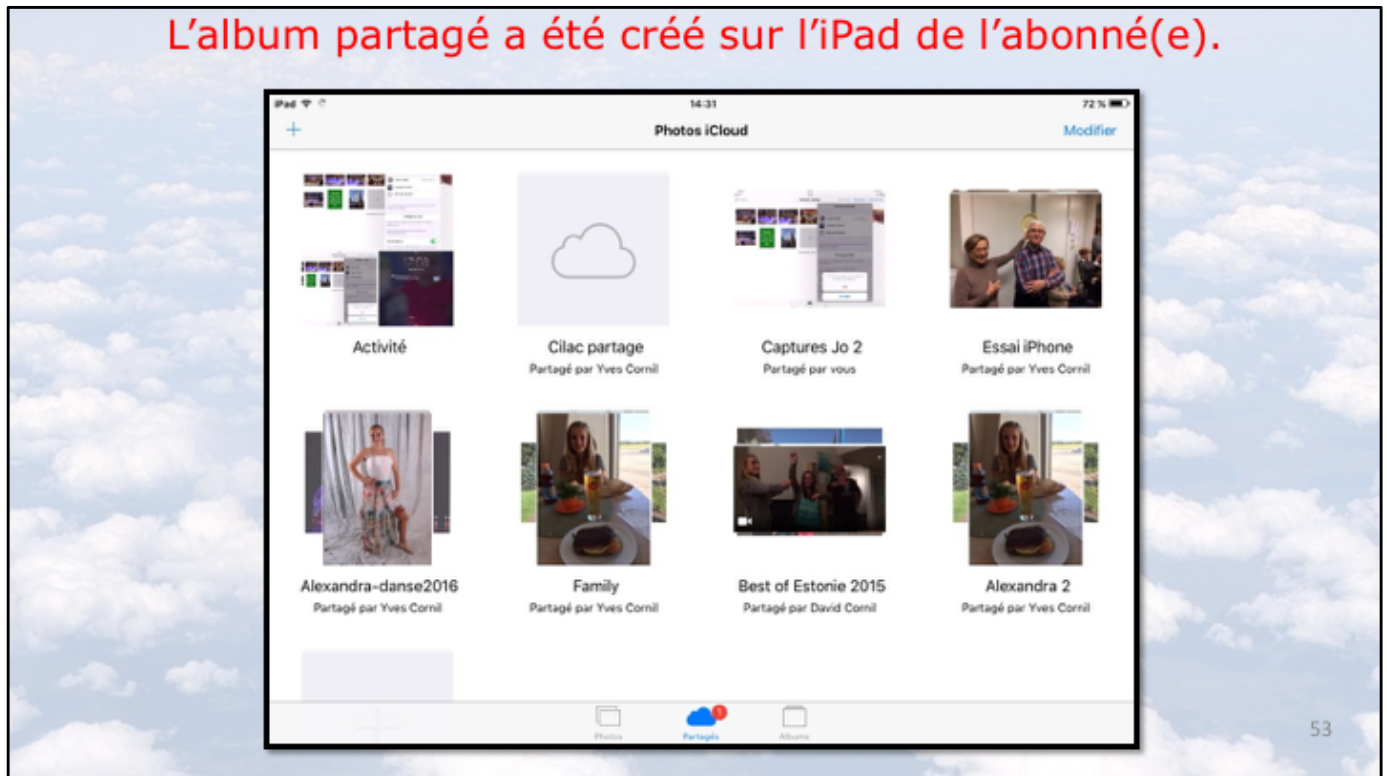 L’album partagé a été créé sur l’iPad de l’abonné(e).
iPad 14:31 72 %
+ Photos iCloud Modifier
Activité Cilac partage Captures Jo 2 Essai iPhone
Partagé par Yves Cornil Partagé par vous Partagé par Yves Cornil
Alexandra-danse2016 Family Best of Estonie 2015 Alexandra 2
Partagé par Yves Cornil Partagé par Yves Cornil Partagé par David Cornil Partagé par Yves Cornil
1
Photos Partagés Albums
53